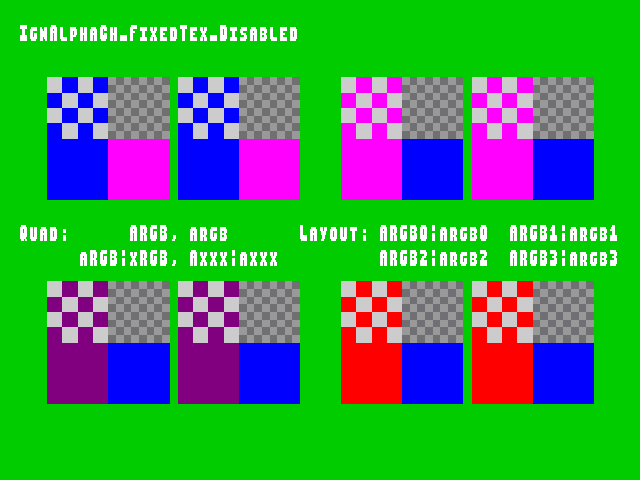 IgnAlphaCh_FixedTex_Disabled
Quad: ARGB, argb Layout: ARGB0|argb0 ARGB1|argb1
aRGB|xRGB, Axxx|axxx ARGB2|argb2 ARGB3|argb3